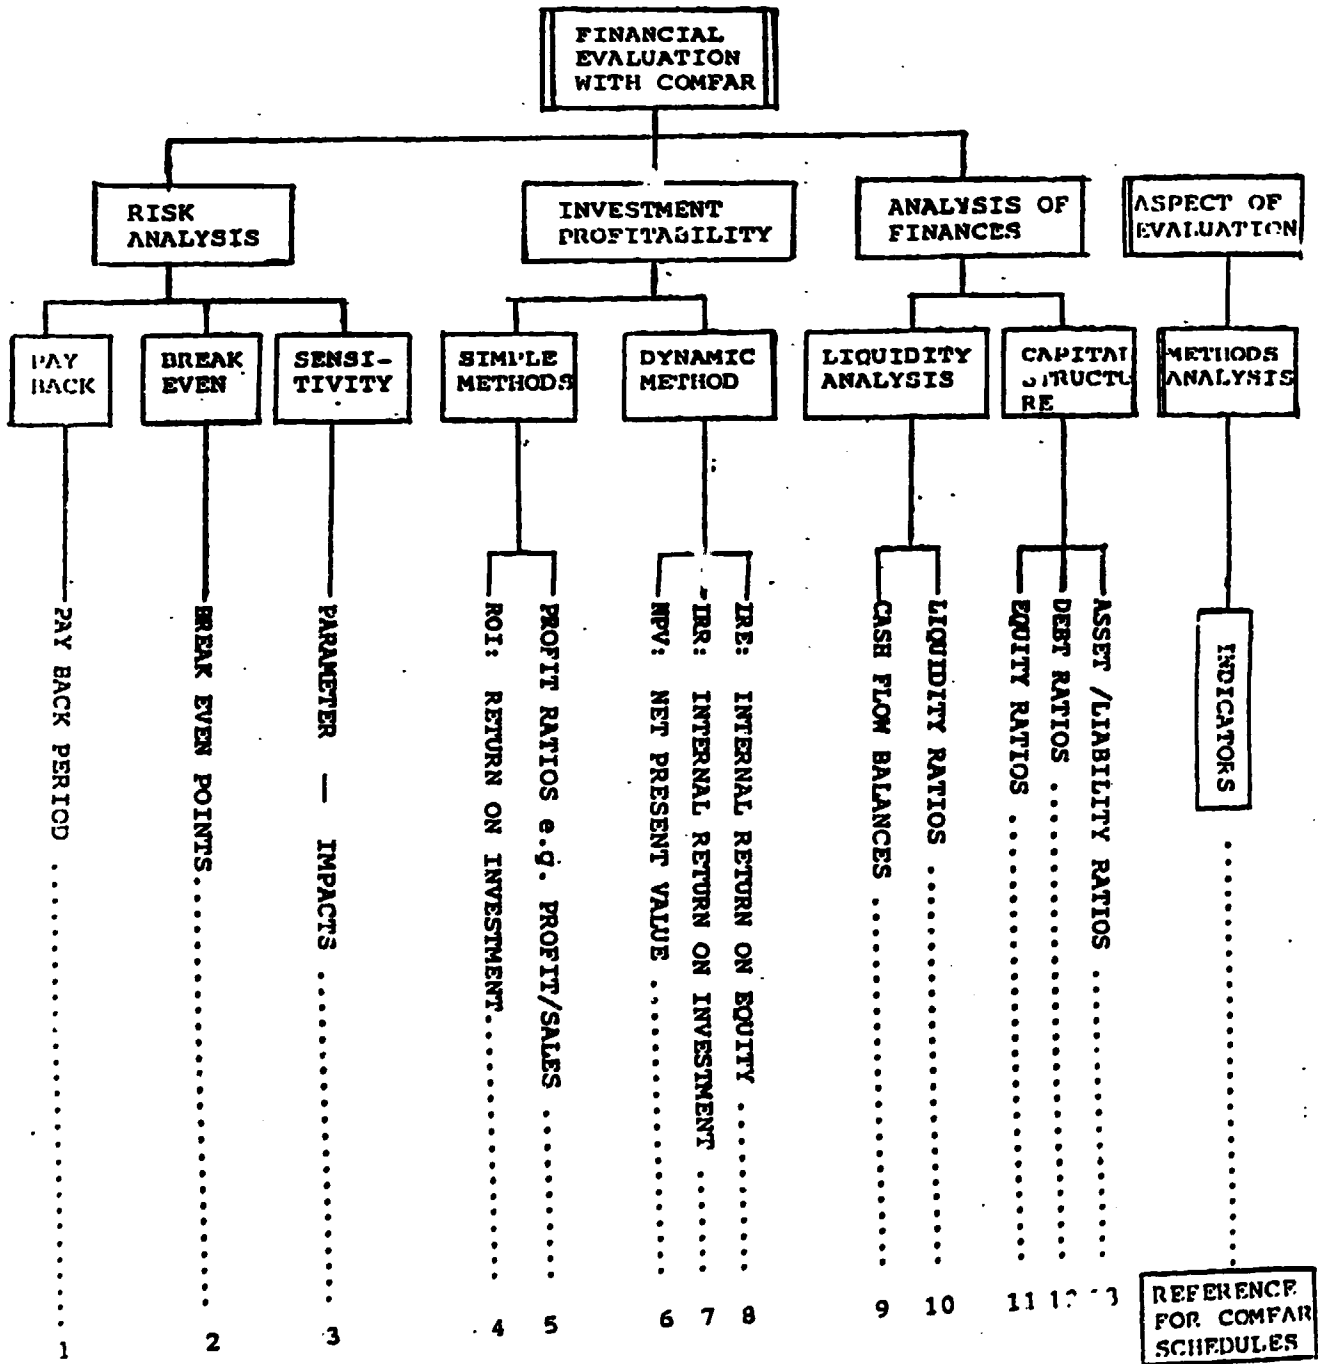 FINANCIAL
EVALUATION
WITH COMFAR
RISK
ANALYSIS
INVESTMENT
PROFITABILITY
ANALYSIS OF
FINANCES
ASPECT OF
EVALUATION
PAY
BACK
BREAK
EVEN
SENSI-
TIVITY
SIMPLE
METHODS
DYNAMIC
METHOD
LIQUIDITY
ANALYSIS
CAPITAL
STRUCTU
RE
METHODS
ANALYSIS
PAY BACK PERIOD
BREAK EVEN POINTS
PARAMETER — IMPACTS
ROI: RETURN ON INVESTMENT
PROFIT RATIOS e.g. PROFIT/SALES
NPV: NET PRESENT VALUE
IRR: INTERNAL RETURN ON INVESTMENT
IRE: INTERNAL RETURN ON EQUITY
CASH FLOW BALANCES
LIQUIDITY RATIOS
EQUITY RATIOS
DEBT RATIOS
ASSET /LIABILITY RATIOS
INDICATORS
1 2 3 4 5 6 7 8 9 10 11
REFERENCE
FOR COMFAR
SCHEDULES